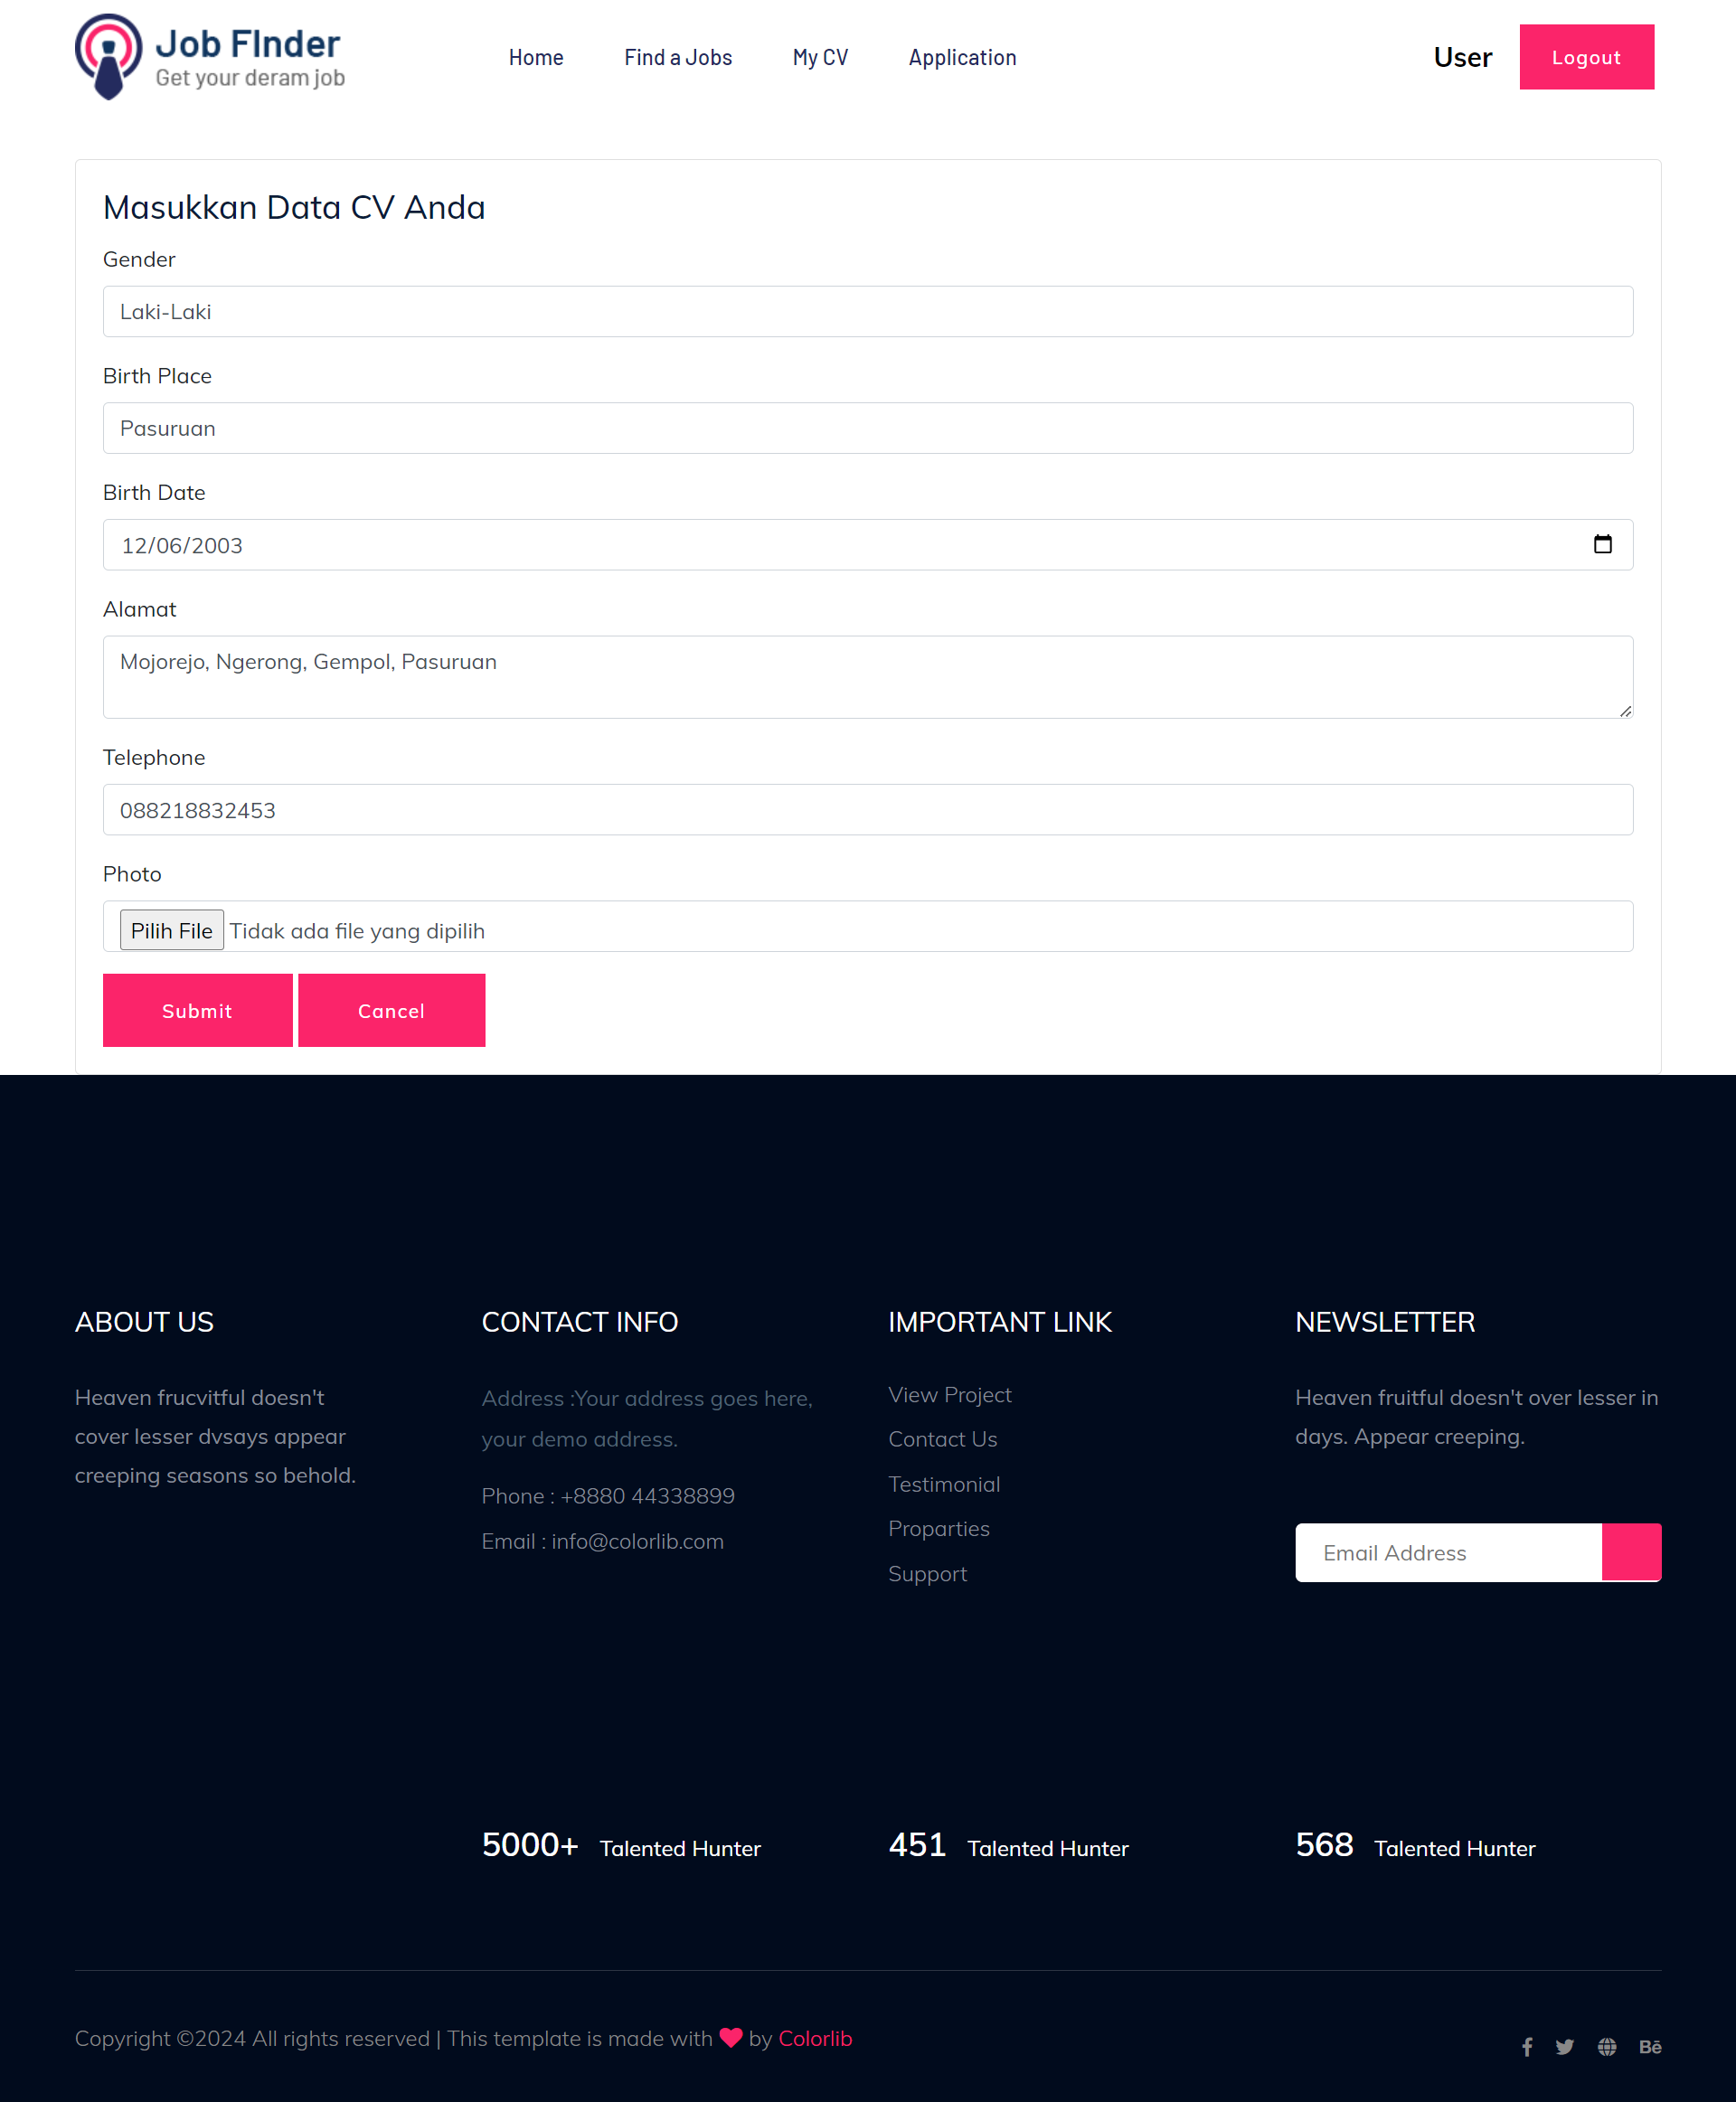 Job FInder
Get your deram job
Home Find a Jobs My CV Application
User Logout
Masukkan Data CV Anda
Gender
Laki-Laki
Birth Place
Pasuruan
Birth Date
12/06/2003
Alamat
Mojorejo, Ngerong, Gempol, Pasuruan
Telephone
088218832453
Photo
Pilih File Tidak ada file yang dipilih
Submit Cancel
ABOUT US
Heaven frucvitful doesn't
cover lesser dvsays appear
creeping seasons so behold.
CONTACT INFO
Address :Your address goes here,
your demo address.
Phone : +8880 44338899
Email : info@colorlib.com
IMPORTANT LINK
View Project
Contact Us
Testimonial
Proparties
Support
NEWSLETTER
Heaven fruitful doesn't over lesser in
days. Appear creeping.
Email Address
5000+ Talented Hunter
451 Talented Hunter
568 Talented Hunter
Copyright ©2024 All rights reserved | This template is made with ❤ by Colorlib
Bē